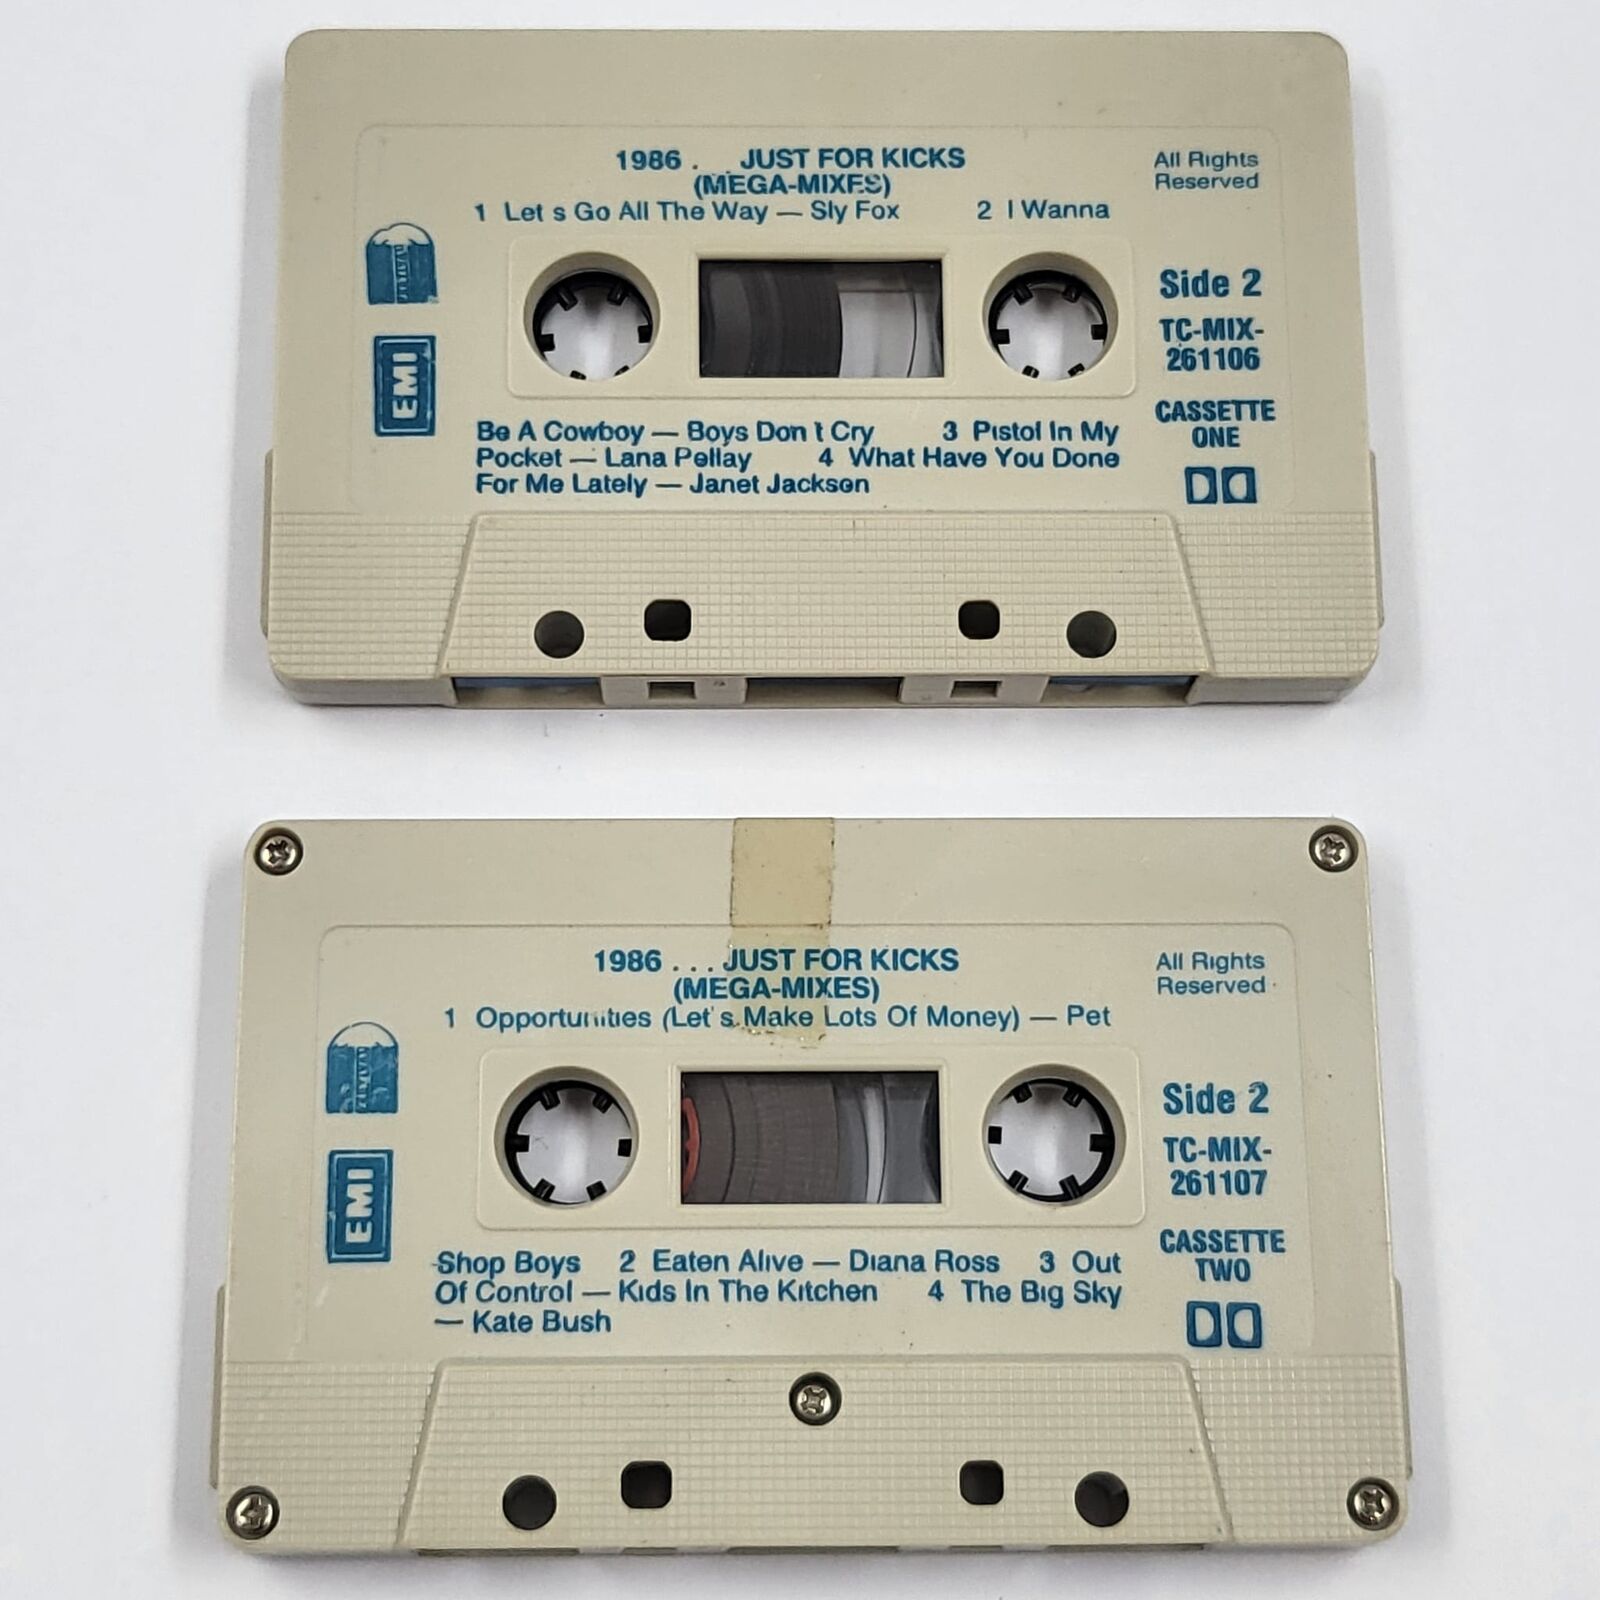 1986 . . . JUST FOR KICKS
(MEGA-MIXES)
All Rights
Reserved
1 Let s Go All The Way — Sly Fox 2 I Wanna
Side 2
TC-MIX-
261106
EMI
CASSETTE
ONE
Be A Cowboy — Boys Don t Cry 3 Pistol In My
Pocket — Lana Pellay 4 What Have You Done
For Me Lately — Janet Jackson
1986 . . . JUST FOR KICKS
(MEGA-MIXES)
All Rights
Reserved
1 Opportunities (Let's Make Lots Of Money) — Pet
Side 2
TC-MIX-
261107
EMI
CASSETTE
TWO
Shop Boys 2 Eaten Alive — Diana Ross 3 Out
Of Control — Kids In The Kitchen 4 The Big Sky
— Kate Bush